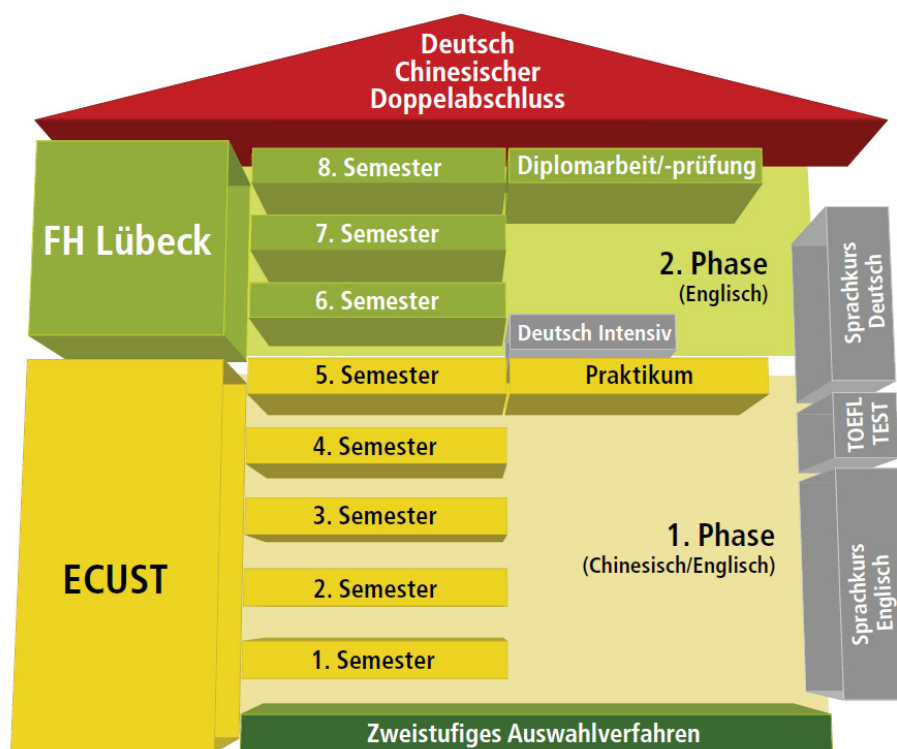 Deutsch
Chinesischer
Doppelabschluss
8. Semester
Diplomarbeit/-prüfung
FH Lübeck
7. Semester
2. Phase
(Englisch)
6. Semester
Deutsch Intensiv
Sprachkurs
Deutsch
5. Semester
Praktikum
4. Semester
TOEFL
TEST
3. Semester
1. Phase
(Chinesisch/Englisch)
ECUST
2. Semester
Sprachkurs
Englisch
1. Semester
Zweistufiges Auswahlverfahren